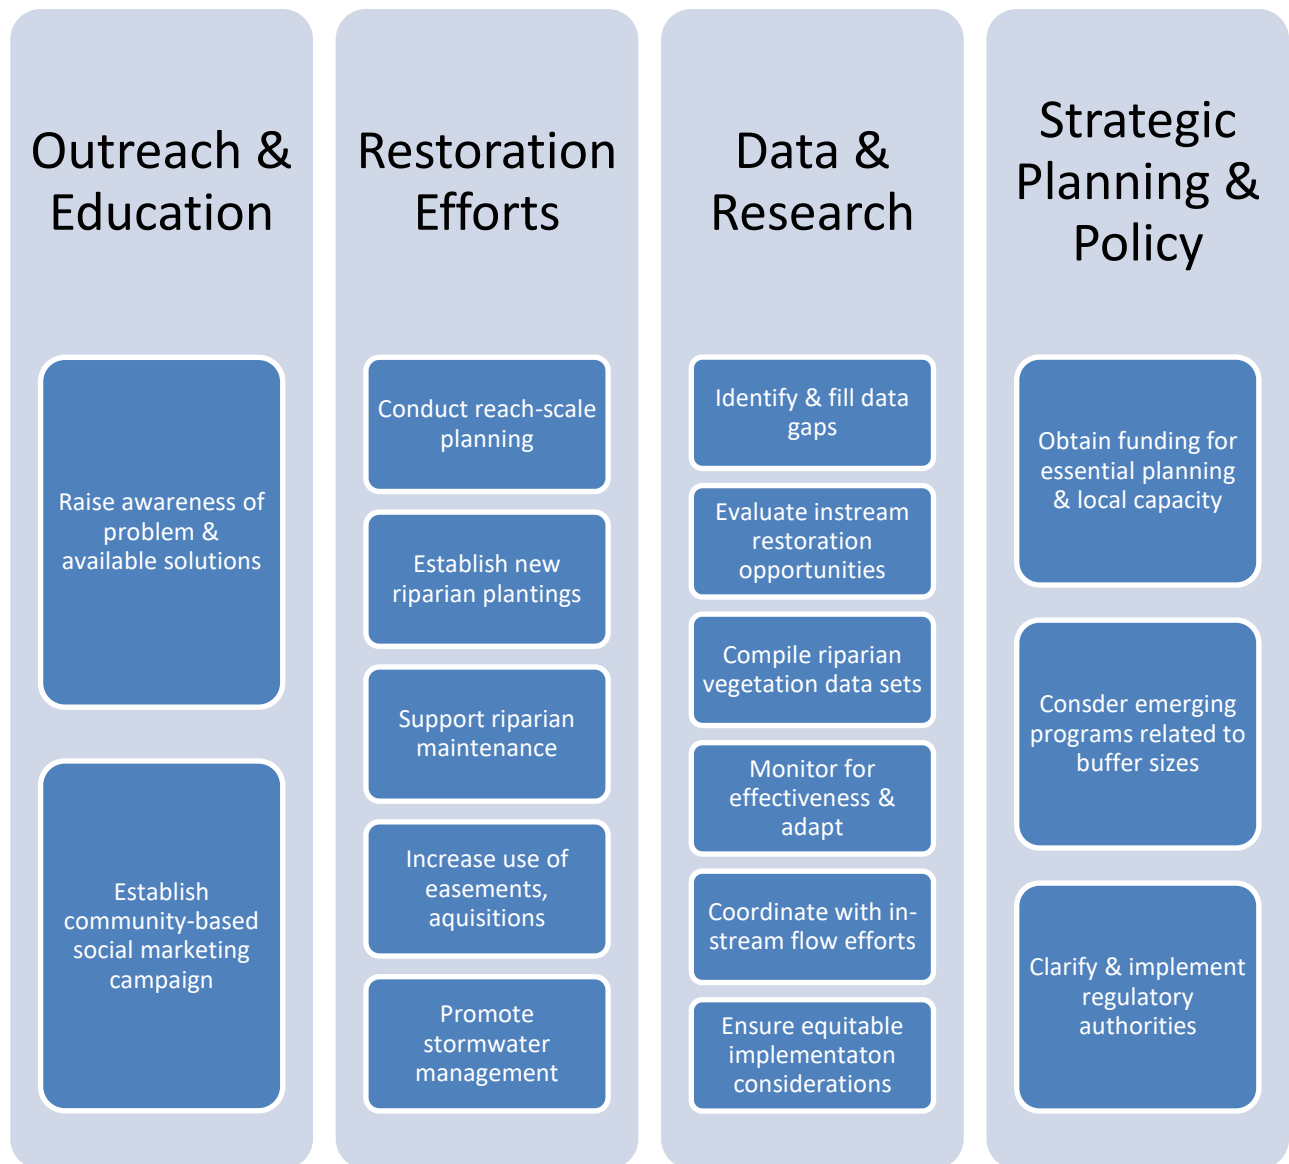 Outreach &
Education
Raise awareness of
problem &
available solutions
Establish
community-based
social marketing
campaign
Restoration
Efforts
Conduct reach-scale
planning
Establish new
riparian plantings
Support riparian
maintenance
Increase use of
easements,
aquisitions
Promote
stormwater
management
Data &
Research
Identify & fill data
gaps
Evaluate instream
restoration
opportunities
Compile riparian
vegetation data sets
Monitor for
effectiveness &
adapt
Coordinate with in-
stream flow efforts
Ensure equitable
implementaton
considerations
Strategic
Planning &
Policy
Obtain funding for
essential planning
& local capacity
Consder emerging
programs related to
buffer sizes
Clarify & implement
regulatory
authorities